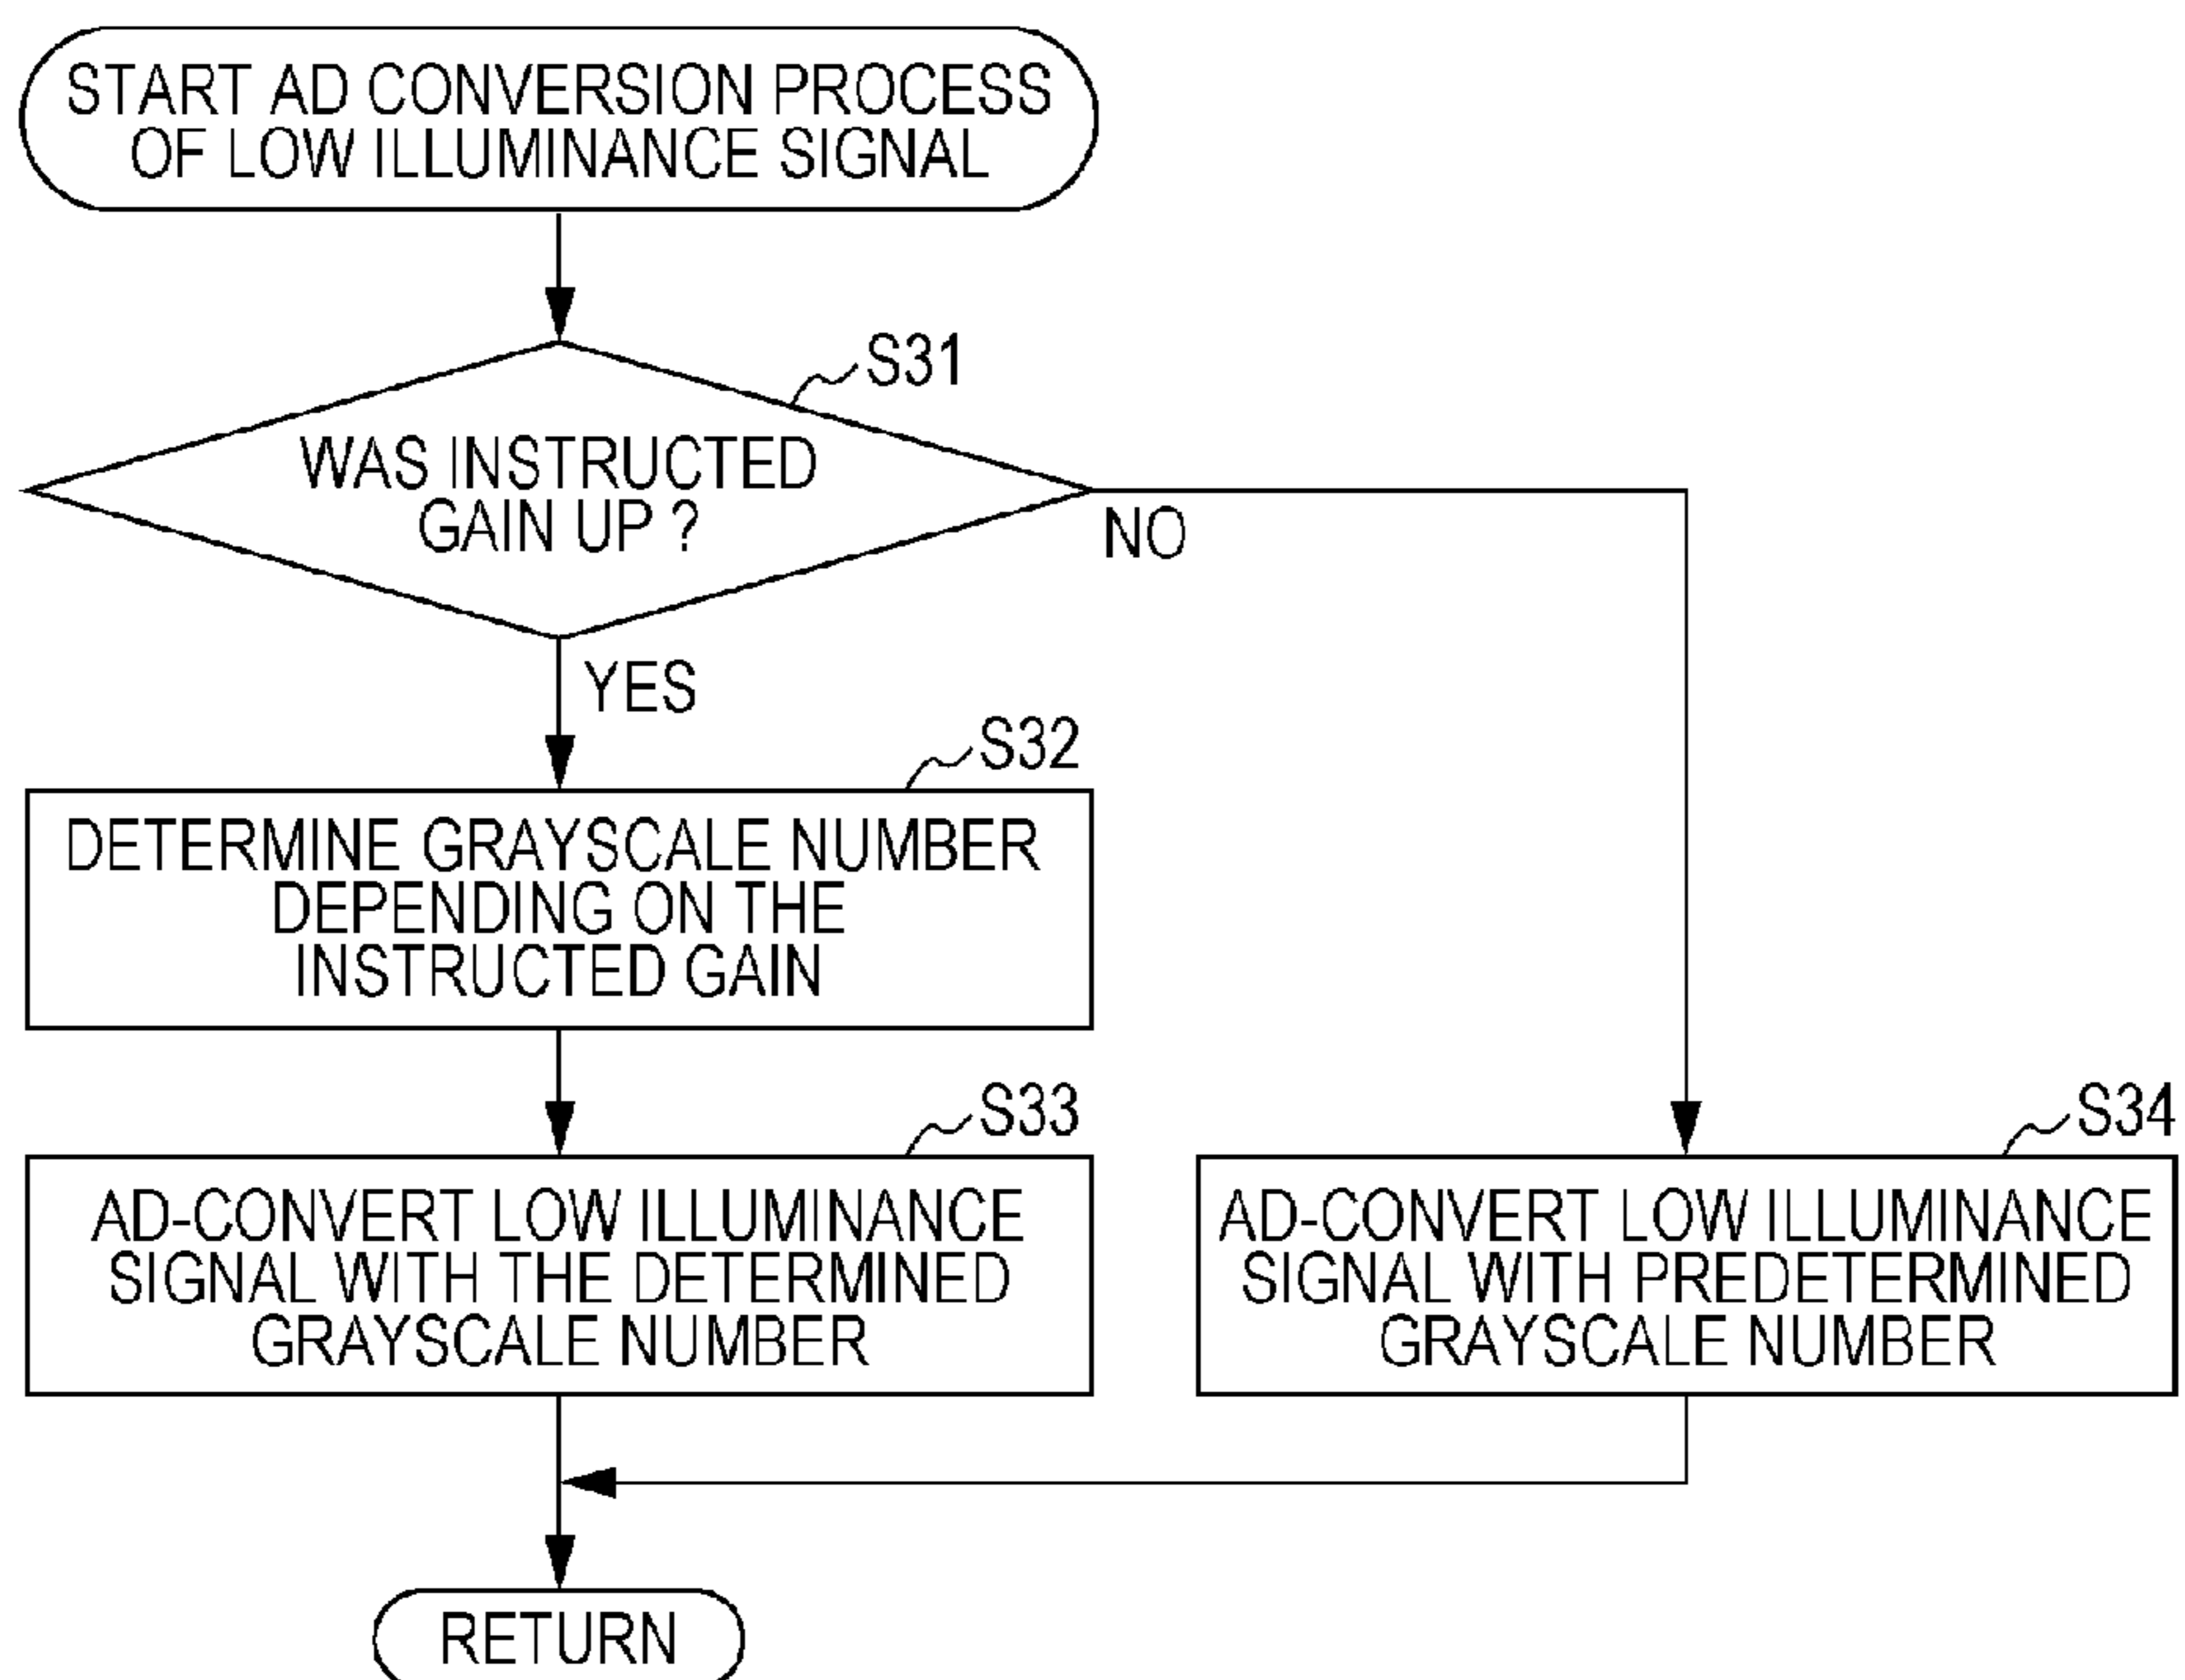 START AD CONVERSION PROCESS
OF LOW ILLUMINANCE SIGNAL
S31
WAS INSTRUCTED
GAIN UP ?
NO
YES
S32
DETERMINE GRAYSCALE NUMBER
DEPENDING ON THE
INSTRUCTED GAIN
S33
AD-CONVERT LOW ILLUMINANCE
SIGNAL WITH THE DETERMINED
GRAYSCALE NUMBER
S34
AD-CONVERT LOW ILLUMINANCE
SIGNAL WITH PREDETERMINED
GRAYSCALE NUMBER
RETURN